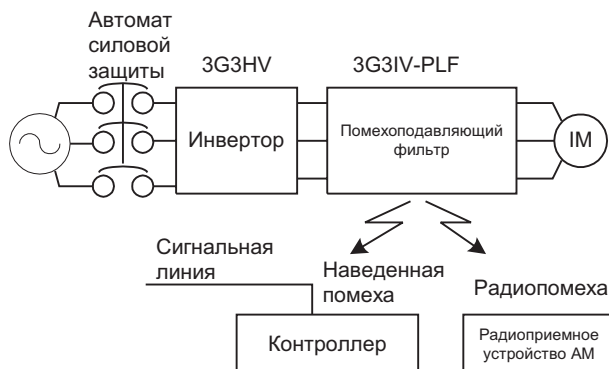 Автомат
силовой
защиты
3G3HV
3G3IV-PLF
Инвертор
Помехоподавляющий
фильтр
IM
Сигнальная
линия
Наведенная
помеха
Радиопомеха
Контроллер
Радиоприемное
устройство АМ